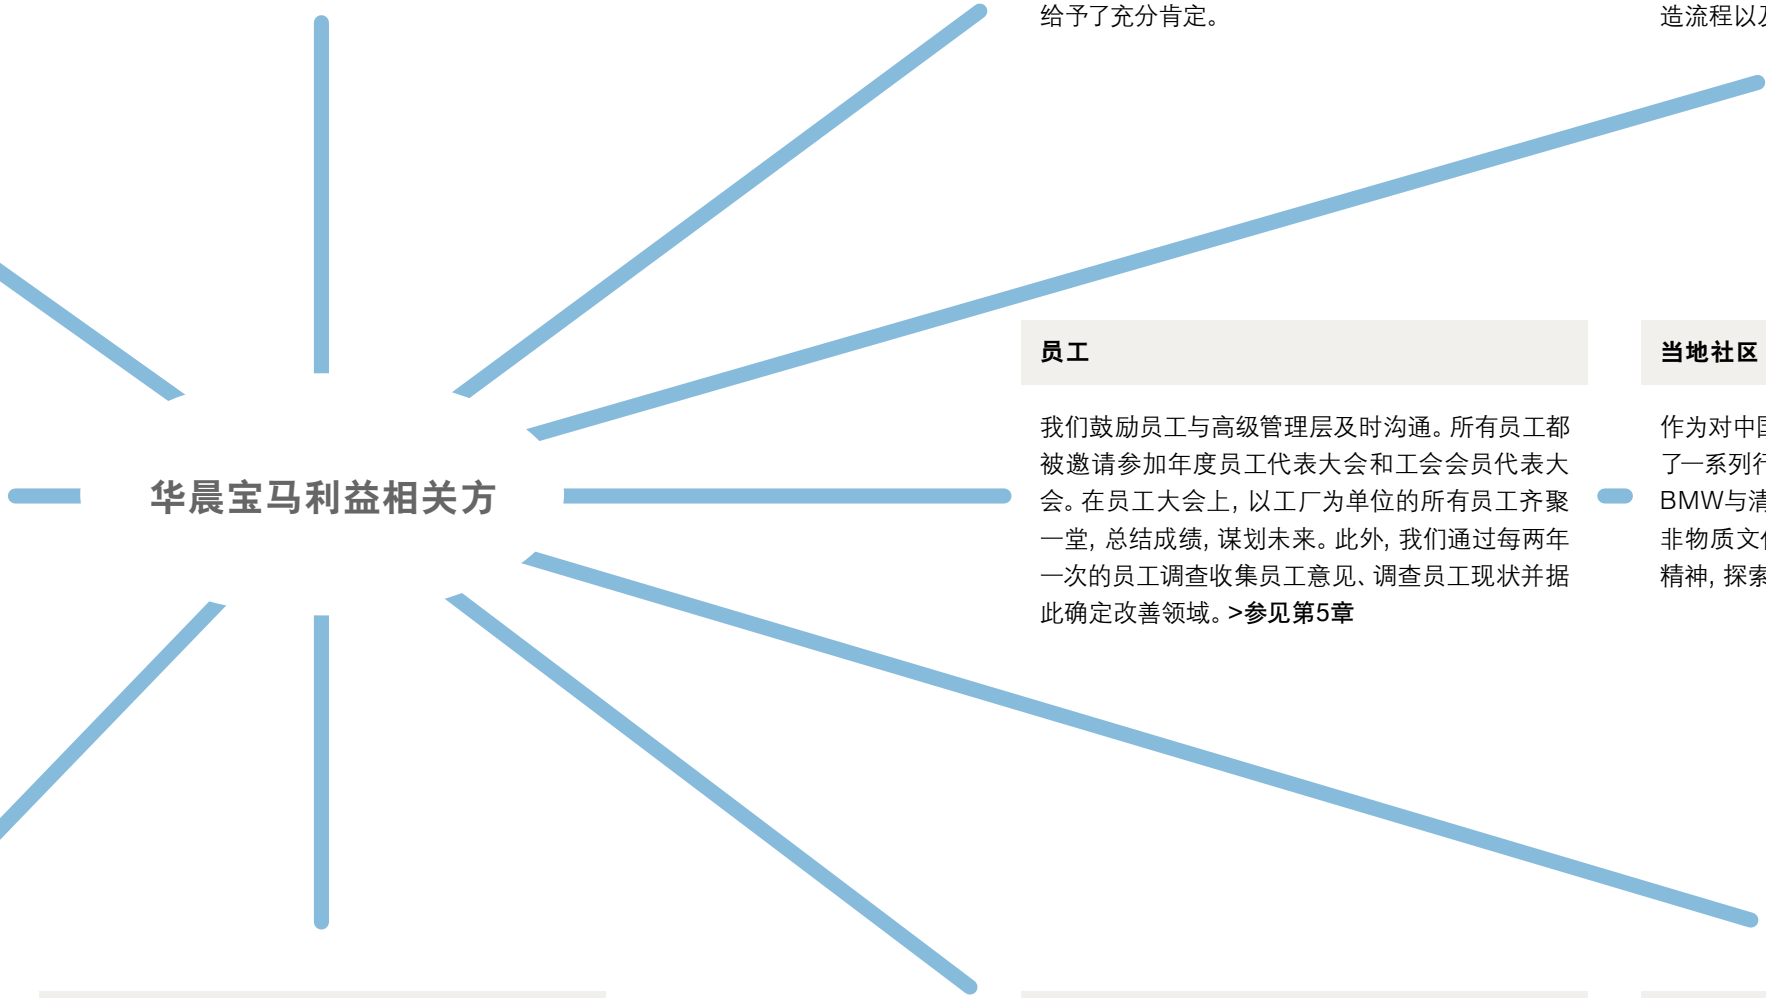 给予了充分肯定。
造流程以及
员工
当地社区
我们鼓励员工与高级管理层及时沟通。所有员工都
被邀请参加年度员工代表大会和工会会员代表大
会。在员工大会上, 以工厂为单位的所有员工齐聚
一堂, 总结成绩, 谋划未来。此外, 我们通过每两年
一次的员工调查收集员工意见、调查员工现状并据
此确定改善领域。>参见第5章
作为对中国
了一系列行
BMW与清
非物质文化
精神, 探索
华晨宝马利益相关方